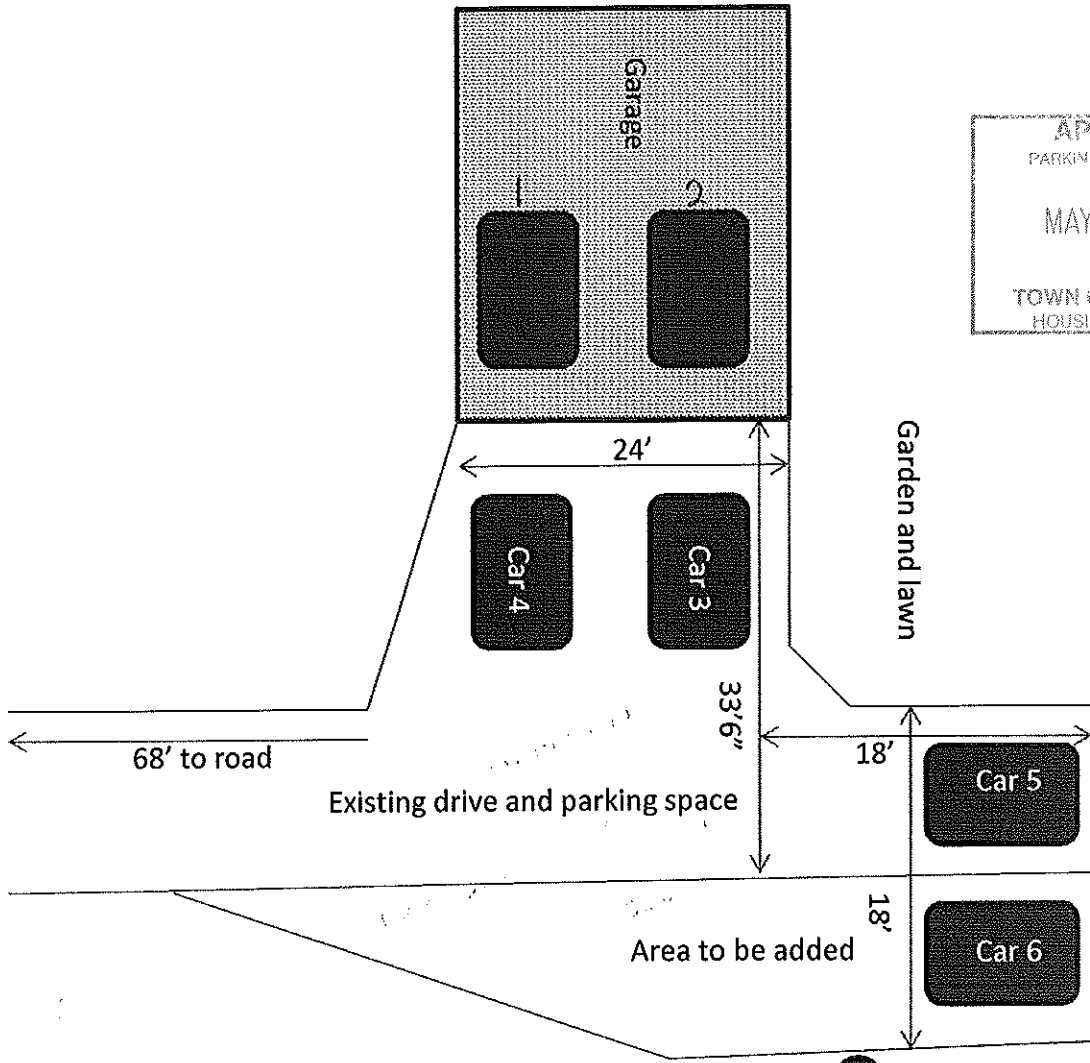 Garage
1
2
AP
PARKIN
MAY
TOWN
HOUSI
24'
Garden and lawn
Car 4
Car 3
33'6"
68' to road
18'
Car 5
Existing drive and parking space
18'
Area to be added
Car 6